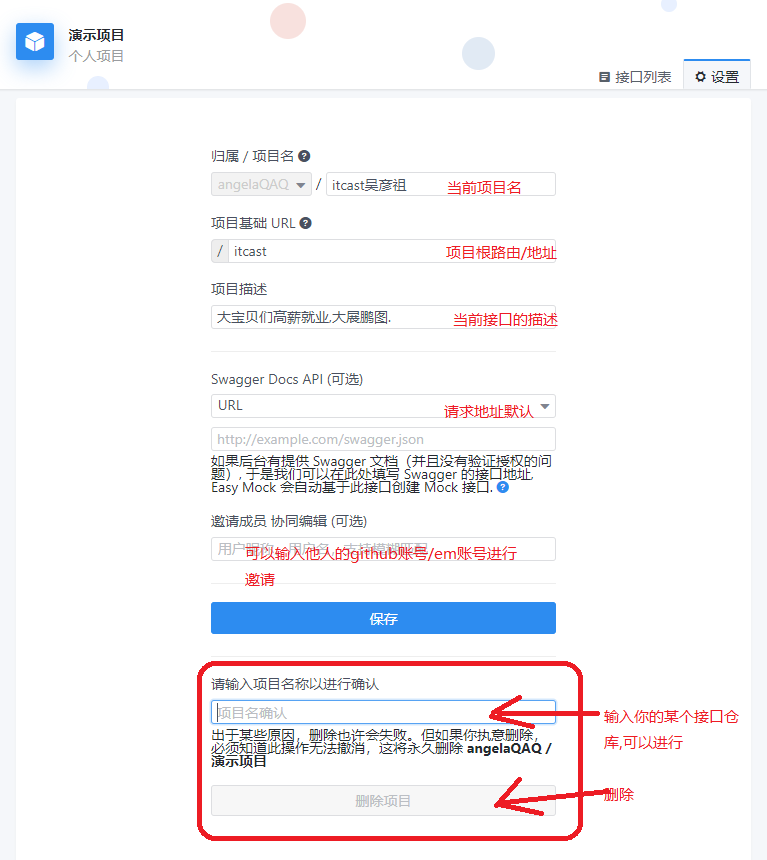 演示项目
个人项目
接口列表 设置
归属 / 项目名
angelaQAQ / itcast吴彦祖 当前项目名
项目基础 URL
/ itcast 项目根路由/地址
项目描述
大宝贝们高薪就业,大展鹏图. 当前接口的描述
Swagger Docs API (可选)
URL 请求地址默认
http://example.com/swagger.json
如果后台有提供 Swagger 文档（并且没有验证授权的问
题）, 于是我们可以在此处填写 Swagger 的接口地址,
Easy Mock 会自动基于此接口创建 Mock 接口.
邀请成员 协同编辑 (可选)
用户昵称、用户名，支持模糊匹配
可以输入他人的github账号/em账号进行
邀请
保存
请输入项目名称以进行确认
项目名确认
输入你的某个接口仓
库,可以进行
出于某些原因，删除也许会失败。但如果你执意删除，
必须知道此操作无法撤消，这将永久删除 angelaQAQ /
演示项目
删除项目
删除